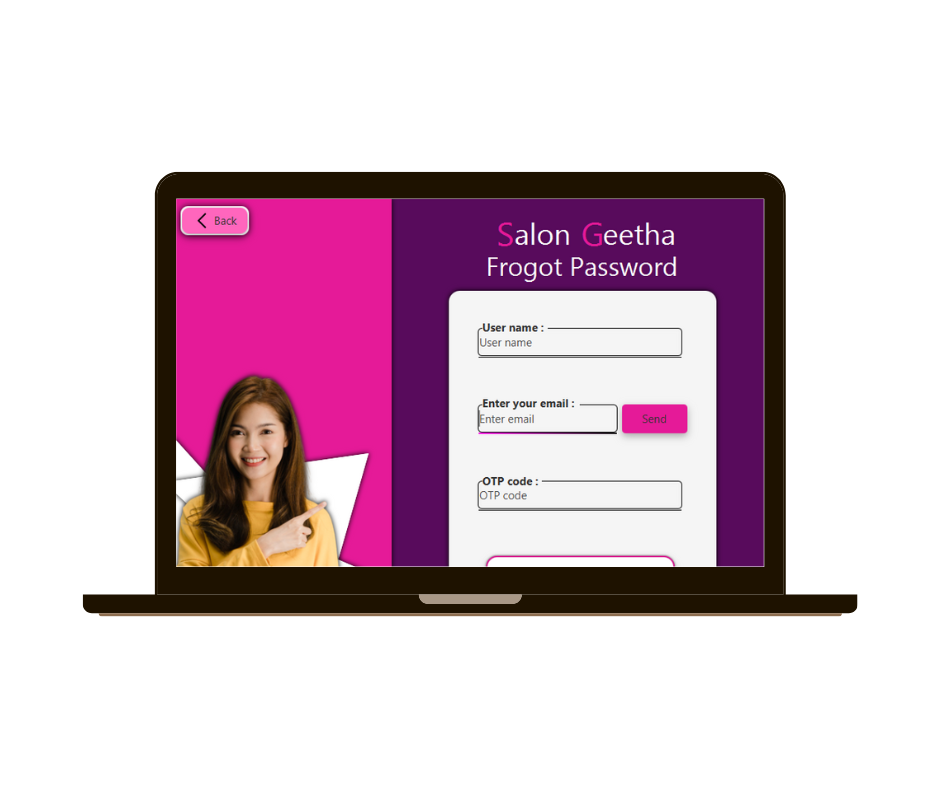 Back
Salon Geetha
Frogot Password
User name :
User name
Enter your email :
Enter email
Send
OTP code :
OTP code